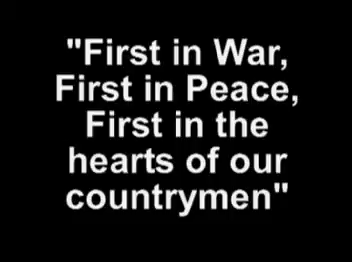 "First in War,
First in Peace,
First in the
hearts of our
countrymen"